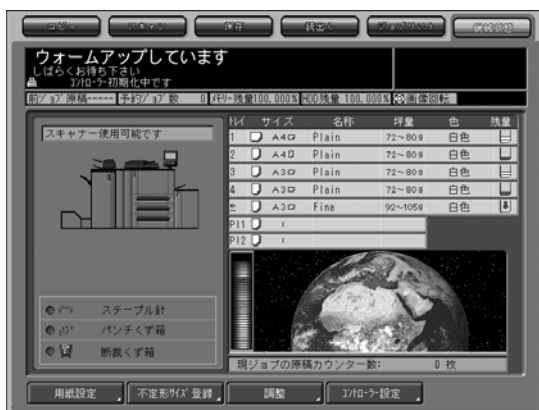 コピー スキャン 保存 読出し ジョブリスト 機械状態
ウォームアップしています
しばらくお待ち下さい
コントローラー初期化中です
前ジョブ原稿----- 予約ジョブ数 0 メモリー残量100.000% HDD残量 100.000% 画像回転
スキャナー使用可能です
トレイ サイズ 名称 坪量 色 残量
1 A4 Plain 72~80g 白色
2 A4 Plain 72~80g 白色
3 A3 Plain 72~80g 白色
4 A3 Plain 72~80g 白色
A3 Fine 92~105g 白色
PI1
PI2
ステープル針
パンチくず箱
断裁くず箱
現ジョブの原稿カウンター数: 0 枚
用紙設定 不定形サイズ登録 調整 コントローラー設定